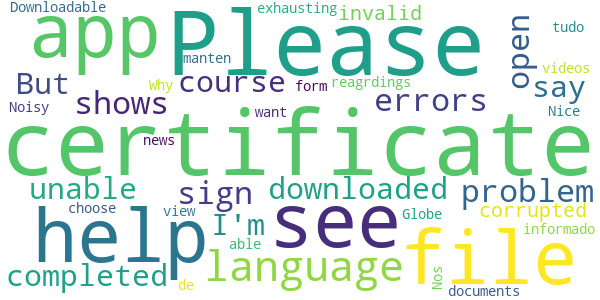 Downloadable
exhausting
invalid
app
Please
open
tudo
manten
videos
But
Why
course
form
reagrdings
say
Noisy
shows
want
errors
Nice
news
certificate
unable
sign
downloaded
problem
choose
view
help
I'm
see
Globe
corrupted
able
file
informado
completed
de
language
Nos
documents